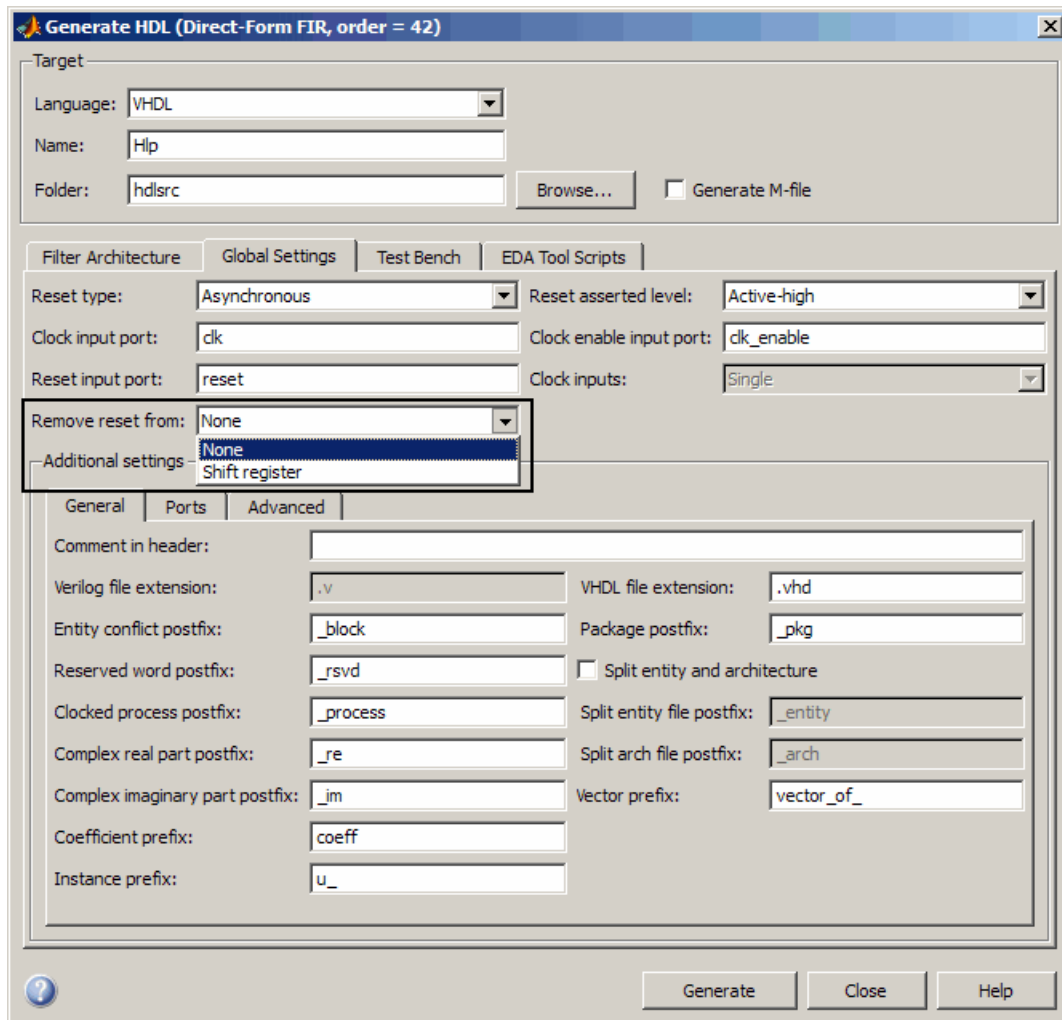 Generate HDL (Direct-Form FIR, order = 42)
Target
Language: VHDL
Name: Hlp
Folder: hdlsrc Browse... Generate M-file
Filter Architecture Global Settings Test Bench EDA Tool Scripts
Reset type: Asynchronous Reset asserted level: Active-high
Clock input port: clk Clock enable input port: clk_enable
Reset input port: reset Clock inputs: Single
Remove reset from: None
None
Additional settings
Shift register
General Ports Advanced
Comment in header:
Verilog file extension: .v VHDL file extension: .vhd
Entity conflict postfix: _block Package postfix: _pkg
Reserved word postfix: _rsvd Split entity and architecture
Clocked process postfix: _process Split entity file postfix: _entity
Complex real part postfix: _re Split arch file postfix: _arch
Complex imaginary part postfix: _im Vector prefix: vector_of_
Coefficient prefix: coeff
Instance prefix: u_
? Generate Close Help